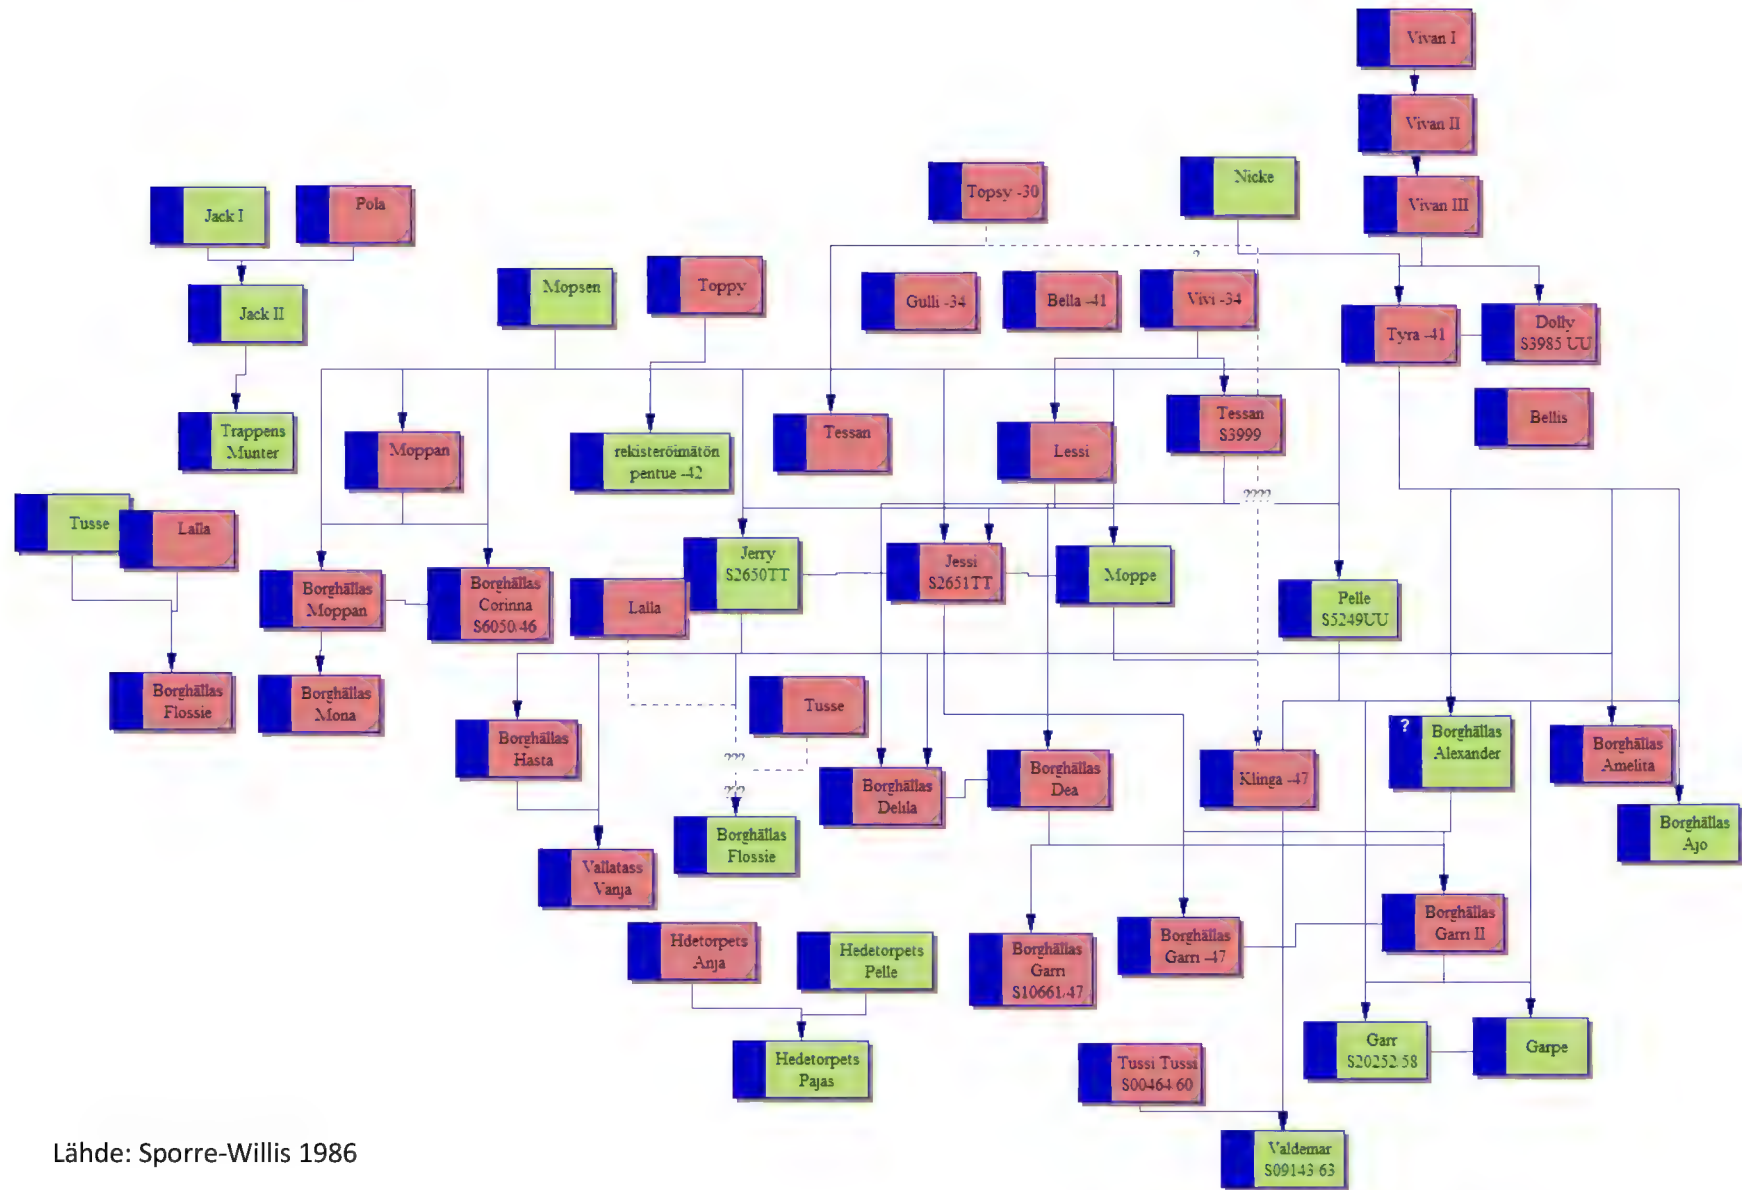 Vivan I
Vivan II
Topsy -30
Nicke
Vivan III
Jack I
Pola
?
Mopsen
Toppy
Gulli -34
Bella -41
Vivi -34
Jack II
Tyra -41
Dolly
S3985 UU
Trappens
Munter
Moppan
rekisteröimätön
pentue -42
Tessan
Lessi
Tessan
S3999
Bellis
????
Tusse
Lalla
Borghällas
Moppan
Borghällas
Corinna
S6050/46
Lalla
Jerry
S2650TT
Jessi
S2651TT
Moppe
Pelle
S5249UU
Borghällas
Flossie
Borghällas
Mona
Borghällas
Hasta
Tusse
???
???
Borghällas
Delila
Borghällas
Dea
Klinga -47
?
Borghällas
Alexander
Borghällas
Amelita
Borghällas
Ajo
Vallatass
Vanja
Borghällas
Flossie
Hdetorpets
Anja
Hedetorpets
Pelle
Borghällas
Garri
S10661/47
Borghällas
Garri -47
Borghällas
Garri II
Hedetorpets
Pajas
Tussi Tussi
S00464/60
Garr
S20252/58
Garpe
Valdemar
S09143/63
Lähde: Sporre-Willis 1986